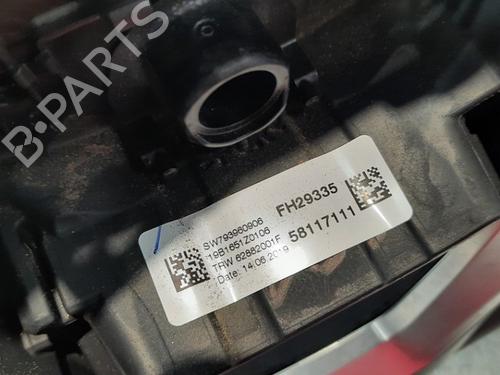 B-PARTS
SW793960906
19B1651Z0106
TRW 62882001F
Date: 14.06.2019
FH29335
58117111